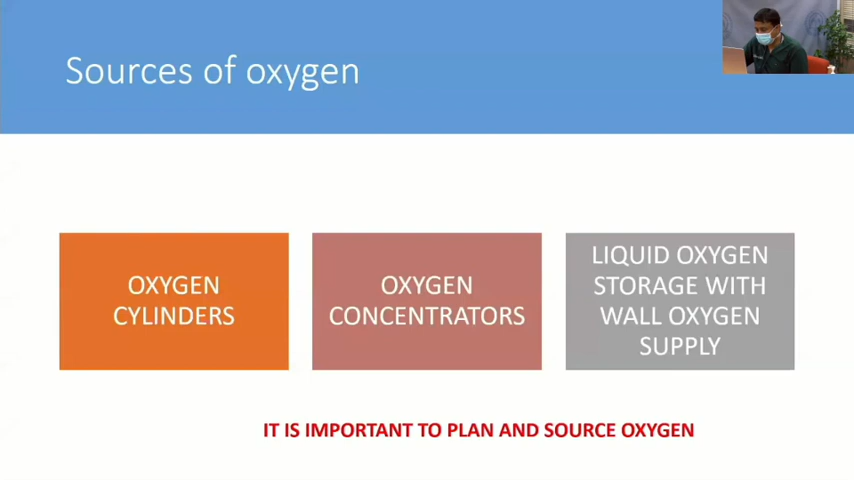 Sources of oxygen
OXYGEN
CYLINDERS
OXYGEN
CONCENTRATORS
LIQUID OXYGEN
STORAGE WITH
WALL OXYGEN
SUPPLY
IT IS IMPORTANT TO PLAN AND SOURCE OXYGEN